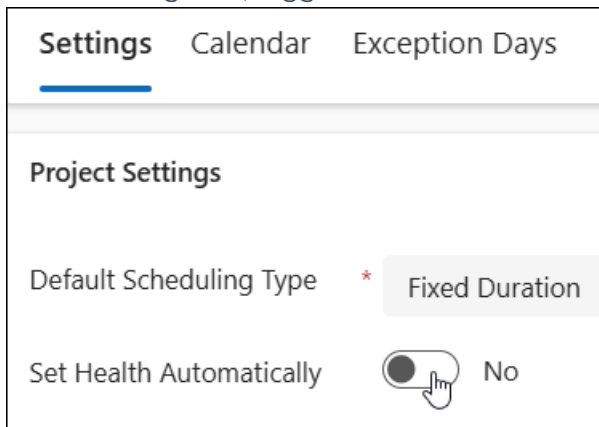 Settings Calendar Exception Days
Project Settings
Default Scheduling Type * Fixed Duration
Set Health Automatically No